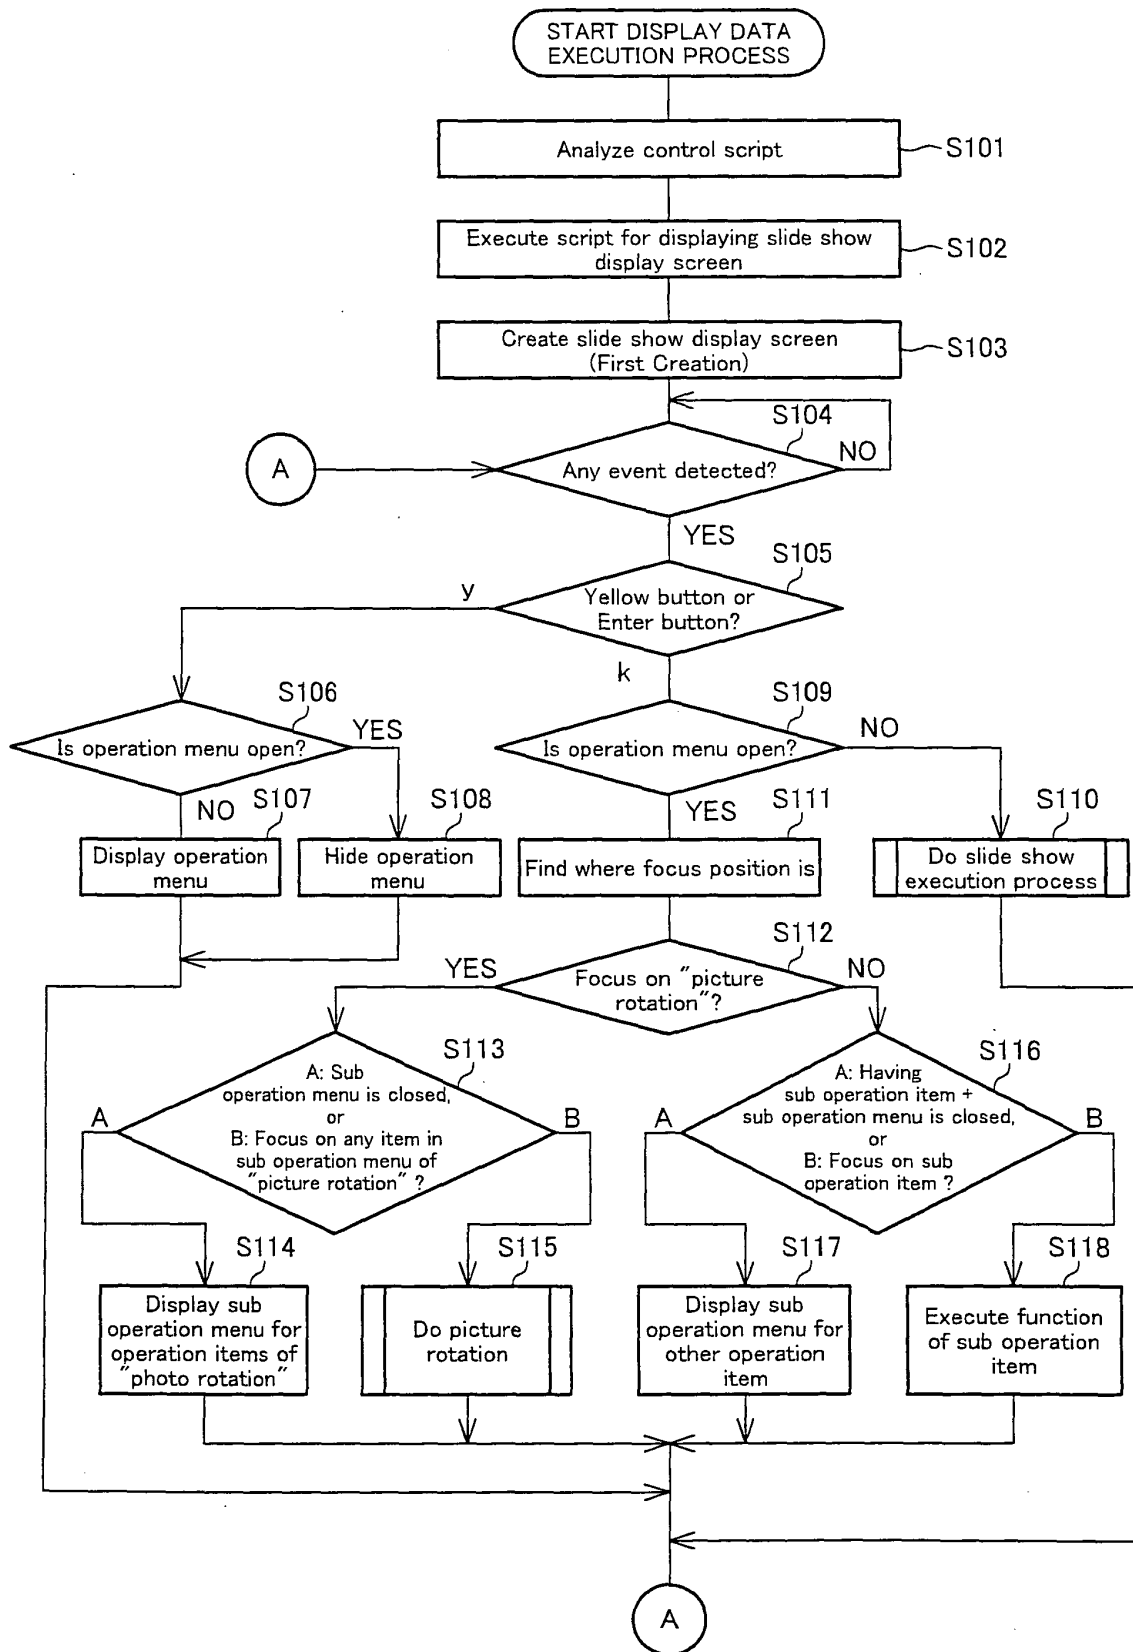 START DISPLAY DATA
EXECUTION PROCESS
Analyze control script
S101
Execute script for displaying slide show
display screen
S102
Create slide show display screen
(First Creation)
S103
S104
A
Any event detected?
NO
YES
S105
y
Yellow button or
Enter button?
k
S106
Is operation menu open?
YES
NO
S109
Is operation menu open?
NO
YES
S107
Display operation
menu
S108
Hide operation
menu
S111
Find where focus position is
S110
Do slide show
execution process
S112
YES
Focus on "picture
rotation"?
NO
S113
A
A: Sub
operation menu is closed,
or
B: Focus on any item in
sub operation menu of
"picture rotation" ?
B
S116
A
A: Having
sub operation item +
sub operation menu is closed,
or
B: Focus on sub
operation item ?
B
S114
Display sub
operation menu for
operation items of
"photo rotation"
S115
Do picture
rotation
S117
Display sub
operation menu for
other operation
item
S118
Execute function
of sub operation
item
A